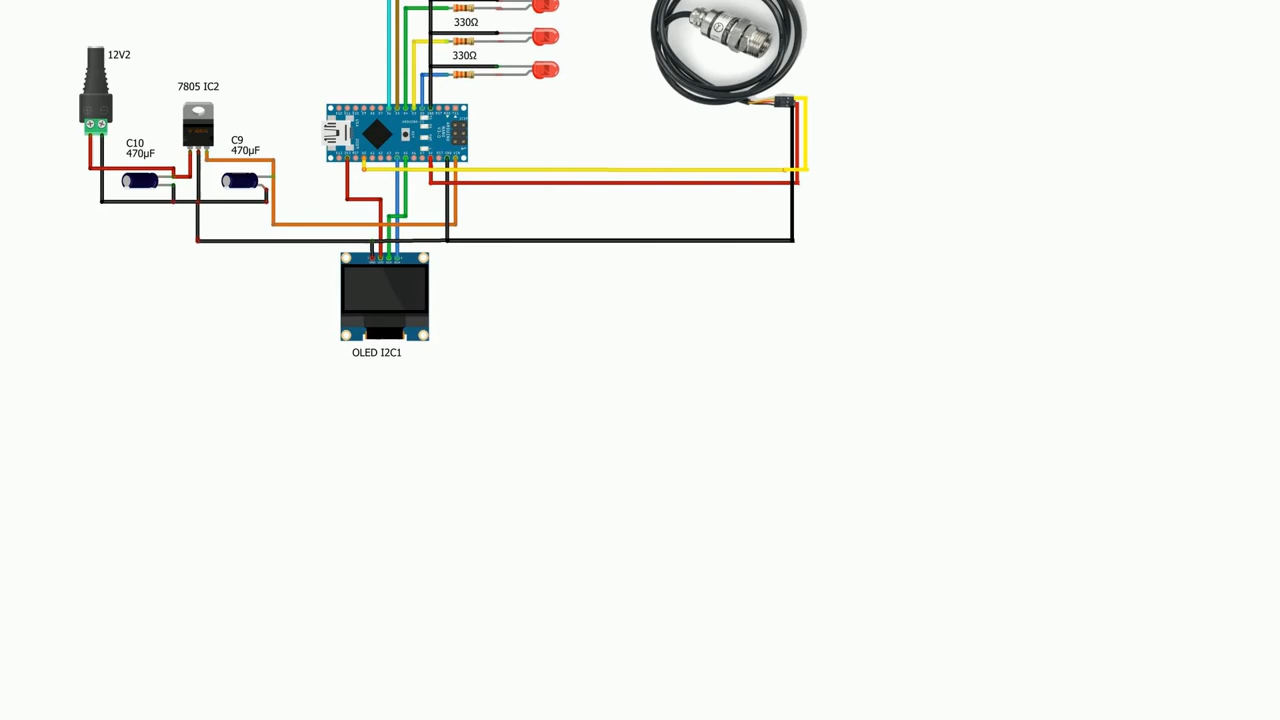 330Ω
330Ω
12V2
7805 IC2
C10
470µF
C9
470µF
OLED I2C1